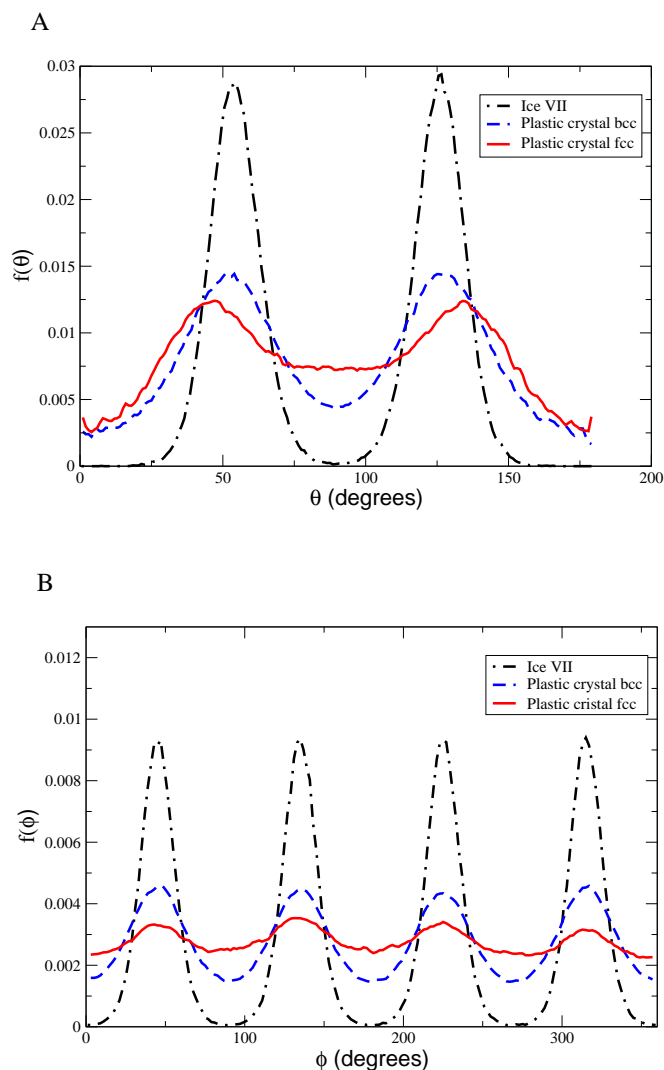 A
0.03
0.025
0.02
0.015
0.01
0.005
0
f(θ)
Ice VII
Plastic crystal bcc
Plastic crystal fcc
0 50 100 150 200
θ (degrees)
B
0.012
0.01
0.008
0.006
0.004
0.002
0
f(ϕ)
Ice VII
Plastic crystal bcc
Plastic cristal fcc
0 100 200 300
ϕ (degrees)